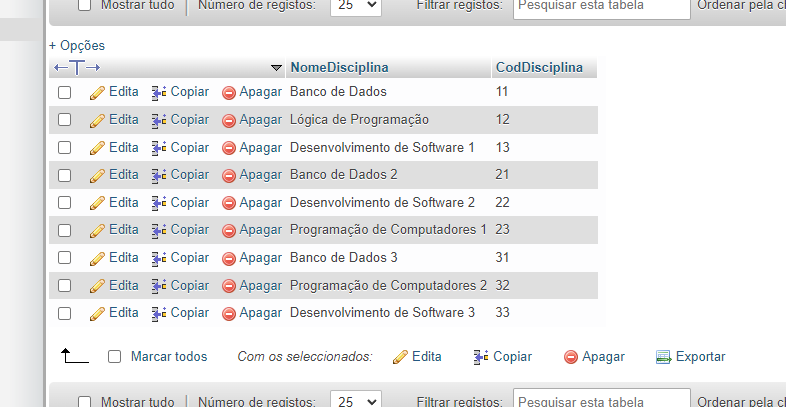 Mostrar tudo Número de registos: 25 Filtrar registos: Pesquisar esta tabela Ordenar pela
+ Opções
NomeDisciplina CodDisciplina
Edita Copiar Apagar Banco de Dados 11
Edita Copiar Apagar Lógica de Programação 12
Edita Copiar Apagar Desenvolvimento de Software 1 13
Edita Copiar Apagar Banco de Dados 2 21
Edita Copiar Apagar Desenvolvimento de Software 2 22
Edita Copiar Apagar Programação de Computadores 1 23
Edita Copiar Apagar Banco de Dados 3 31
Edita Copiar Apagar Programação de Computadores 2 32
Edita Copiar Apagar Desenvolvimento de Software 3 33
Marcar todos Com os seleccionados: Edita Copiar Apagar Exportar
Mostrar tudo Número de registos: 25 Filtrar registos: Pesquisar esta tabela Ordenar pela